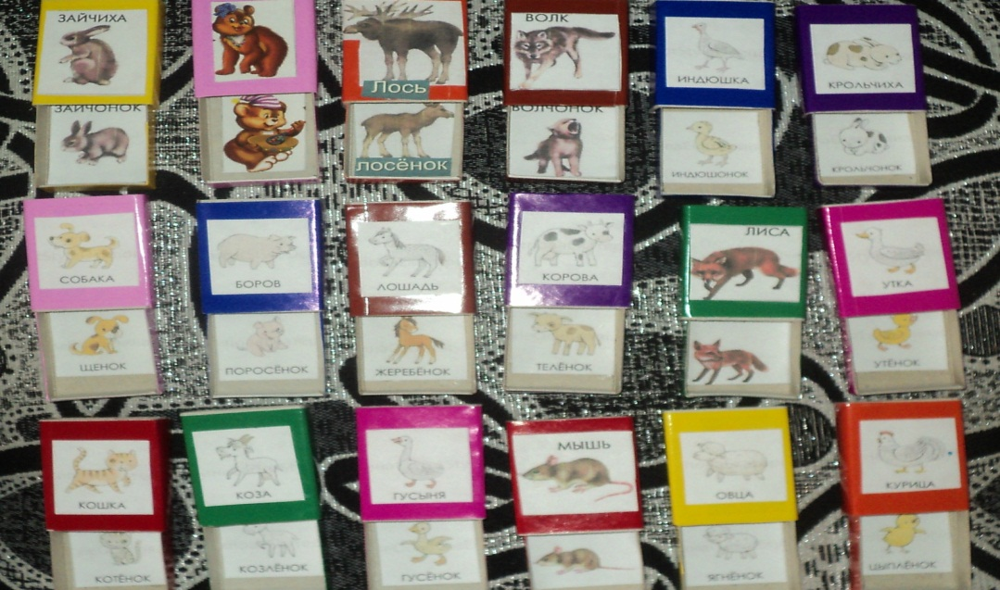 ЗАЙЧИХА
ЗАЙЧОНОК
Лось
лосёнок
ВОЛК
ВОЛЧОНОК
ИНДЮШКА
ИНДЮШОНОК
КРОЛЬЧИХА
КРОЛЬЧОНОК
СОБАКА
ЩЕНОК
БОРОВ
ПОРОСЁНОК
ЛОШАДЬ
ЖЕРЕБЁНОК
КОРОВА
ТЕЛЁНОК
ЛИСА
УТКА
УТЁНОК
КОШКА
КОТЁНОК
КОЗА
КОЗЛЁНОК
ГУСЫНЯ
ГУСЁНОК
МЫШЬ
ОВЦА
ЯГНЁНОК
КУРИЦА
ЦЫПЛЁНОК